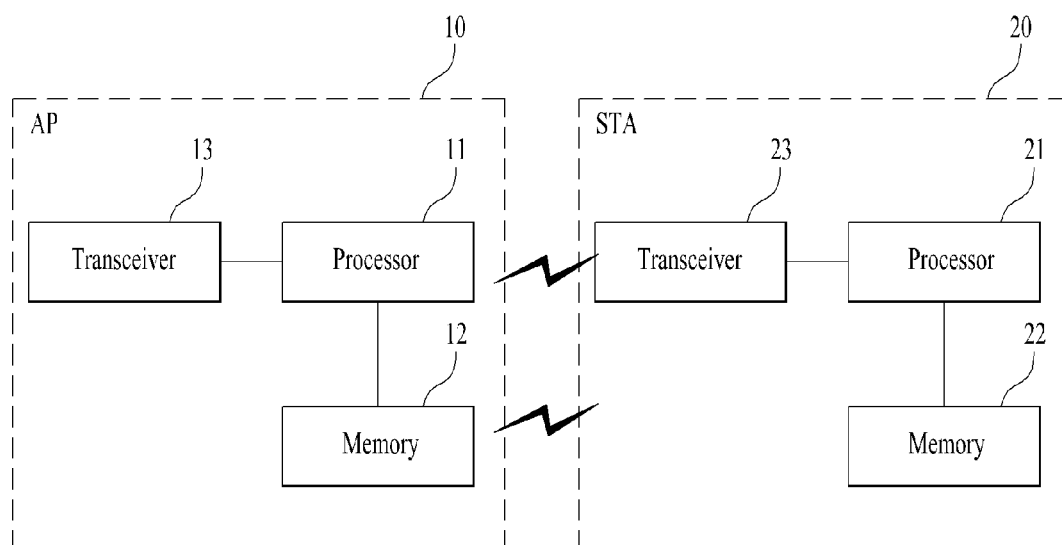 10
20
AP
STA
13
11
23
21
Transceiver
Processor
Transceiver
Processor
12
22
Memory
Memory